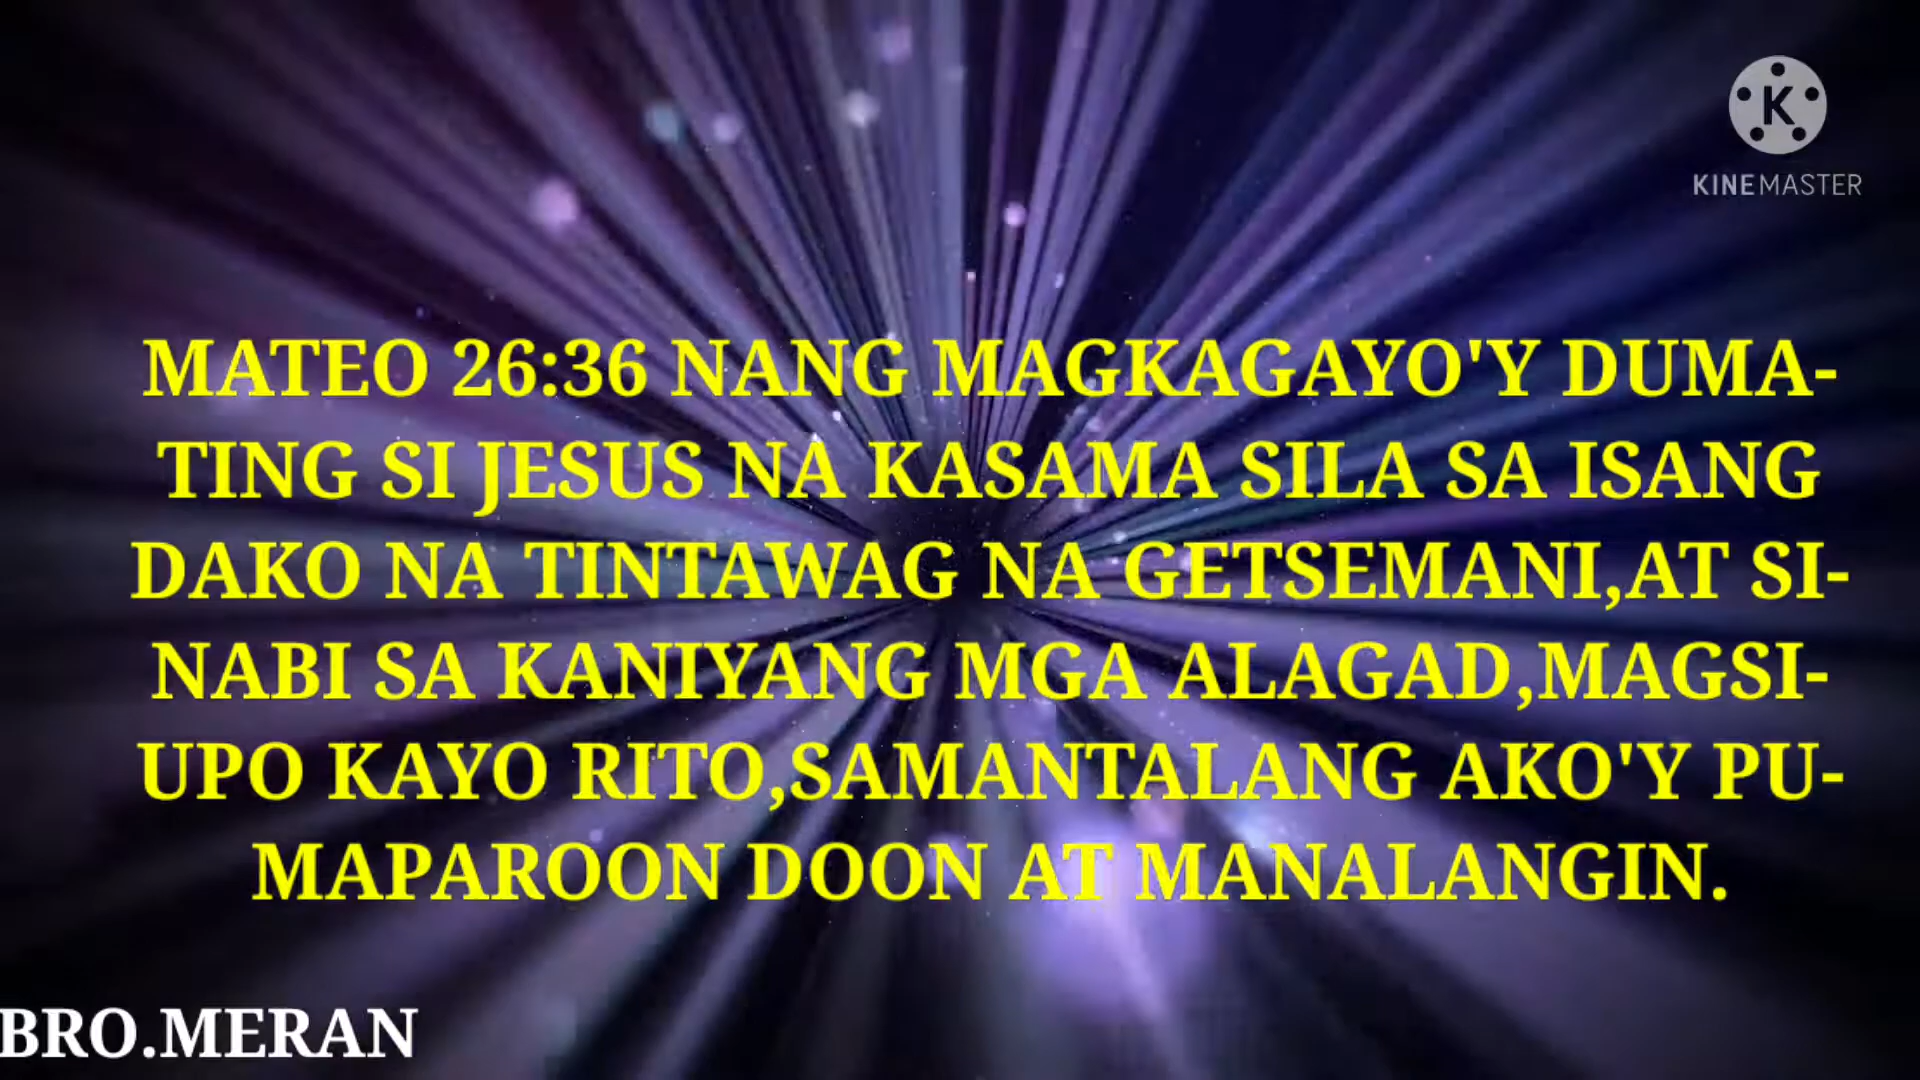 K
KINEMASTER
MATEO 26:36 NANG MAGKAGAYO'Y DUMA-
TING SI JESUS NA KASAMA SILA SA ISANG
DAKO NA TINTAWAG NA GETSEMANI,AT SI-
NABI SA KANIYANG MGA ALAGAD,MAGSI-
UPO KAYO RITO,SAMANTALANG AKO'Y PU-
MAPAROON DOON AT MANALANGIN.
BRO.MERAN